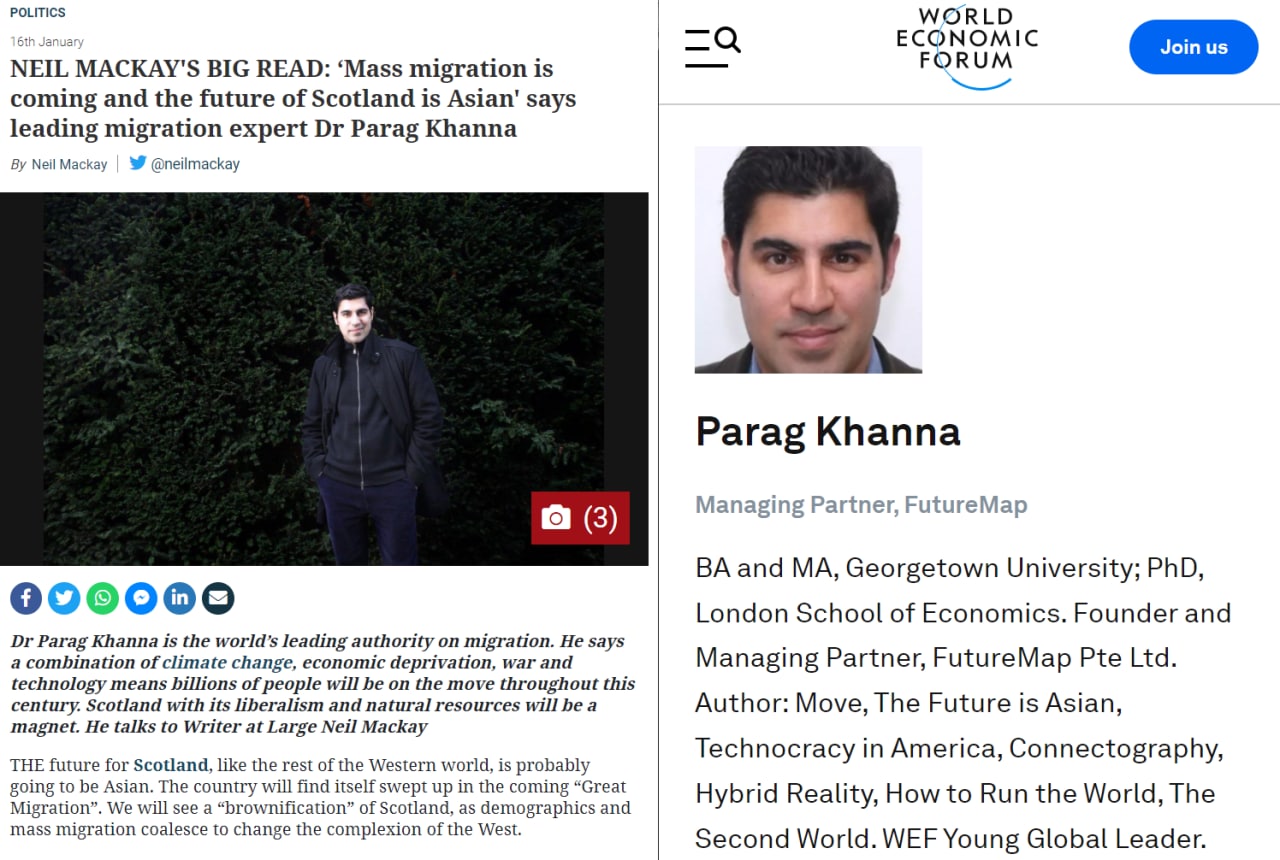 POLITICS
16th January
NEIL MACKAY'S BIG READ: ‘Mass migration is
coming and the future of Scotland is Asian' says
leading migration expert Dr Parag Khanna
By Neil Mackay | @neilmackay
(3)
Dr Parag Khanna is the world’s leading authority on migration. He says
a combination of climate change, economic deprivation, war and
technology means billions of people will be on the move throughout this
century. Scotland with its liberalism and natural resources will be a
magnet. He talks to Writer at Large Neil Mackay
THE future for Scotland, like the rest of the Western world, is probably
going to be Asian. The country will find itself swept up in the coming “Great
Migration”. We will see a “brownification” of Scotland, as demographics and
mass migration coalesce to change the complexion of the West.
WORLD
ECONOMIC
FORUM
Join us
Parag Khanna
Managing Partner, FutureMap
BA and MA, Georgetown University; PhD,
London School of Economics. Founder and
Managing Partner, FutureMap Pte Ltd.
Author: Move, The Future is Asian,
Technocracy in America, Connectography,
Hybrid Reality, How to Run the World, The
Second World. WEF Young Global Leader.